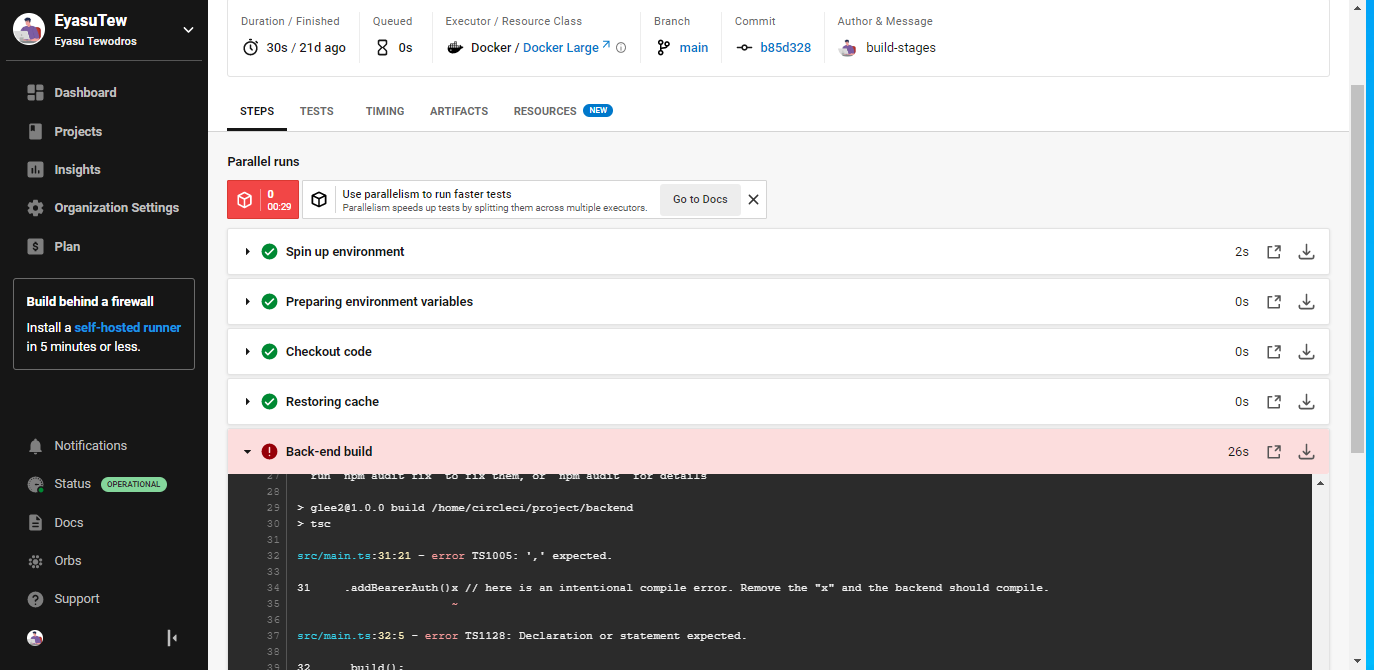 EyasuTew
Eyasu Tewodros
Dashboard
Projects
Insights
Organization Settings
Plan
Build behind a firewall
Install a self-hosted runner
in 5 minutes or less.
Notifications
Status OPERATIONAL
Docs
Orbs
Support
Duration / Finished
30s / 21d ago
Queued
0s
Executor / Resource Class
Docker / Docker Large
Branch
main
Commit
b85d328
Author & Message
build-stages
STEPS TESTS TIMING ARTIFACTS RESOURCES NEW
Parallel runs
0
00:29
Use parallelism to run faster tests
Parallelism speeds up tests by splitting them across multiple executors.
Go to Docs
Spin up environment 2s
Preparing environment variables 0s
Checkout code 0s
Restoring cache 0s
Back-end build 26s
27 run `npm audit fix` to fix them, or `npm audit` for details
28
29 > glee2@1.0.0 build /home/circleci/project/backend
30 > tsc
31
32 src/main.ts:31:21 - error TS1005: ',' expected.
33
34 31 .addBearerAuth()x // here is an intentional compile error. Remove the "x" and the backend should compile.
35 ~
36
37 src/main.ts:32:5 - error TS1128: Declaration or statement expected.
38
39 32 .build();